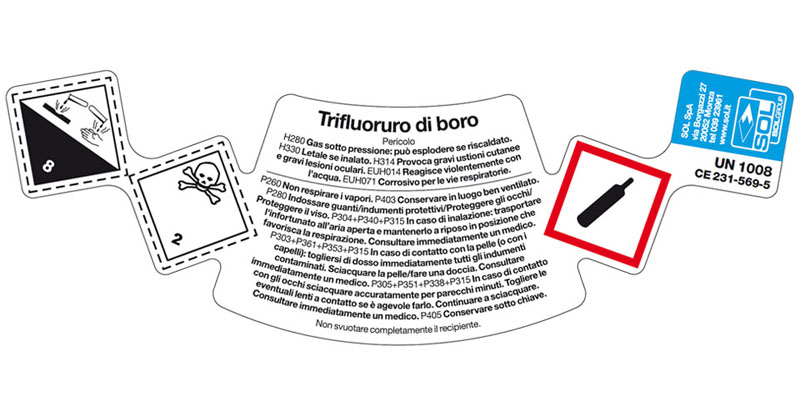 Trifluoruro di boro
Pericolo
H280 Gas sotto pressione: può esplodere se riscaldato.
H330 Letale se inalato. H314 Provoca gravi ustioni cutanee
e gravi lesioni oculari. EUH014 Reagisce violentemente con
l'acqua. EUH071 Corrosivo per le vie respiratorie.
P260 Non respirare i vapori. P403 Conservare in luogo ben ventilato.
P280 Indossare guanti/indumenti protettivi/Proteggere gli occhi/
Proteggere il viso. P304+P340+P315 In caso di inalazione: trasportare
l'infortunato all'aria aperta e mantenerlo a riposo in posizione che
favorisca la respirazione. Consultare immediatamente un medico.
P303+P361+P353+P315 In caso di contatto con la pelle (o con i
capelli): togliersi di dosso immediatamente tutti gli indumenti
contaminati. Sciacquare la pelle/fare una doccia. Consultare
immediatamente un medico. P305+P351+P338+P315 In caso di contatto
con gli occhi sciacquare accuratamente per parecchi minuti. Togliere le
eventuali lenti a contatto se è agevole farlo. Continuare a sciacquare.
Consultare immediatamente un medico. P405 Conservare sotto chiave.
Non svuotare completamente il recipiente.
8
2
SOL SpA
via Borgazzi 27
20052 Monza
tel 039 23961
www.sol.it
SOL
SOLGROUP
UN 1008
CE 231-569-5